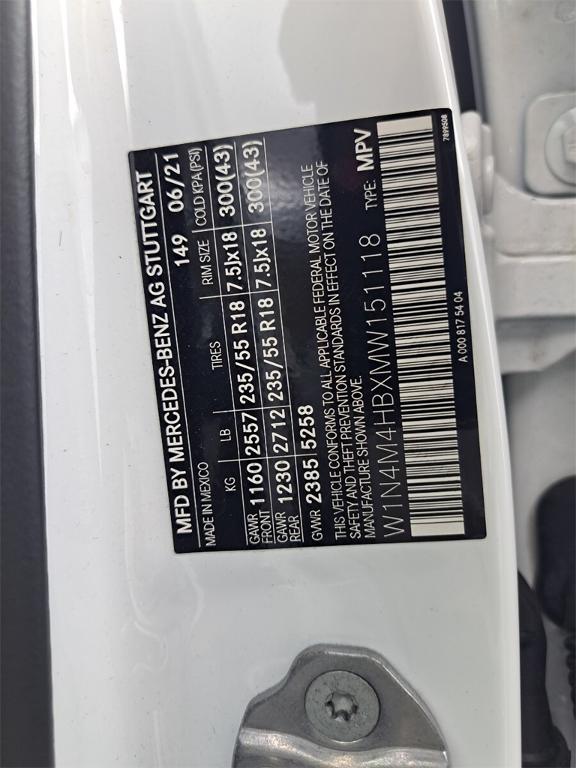 MFD BY MERCEDES-BENZ AG STUTTGART
MADE IN MEXICO 149 06/21
KG LB TIRES RIM SIZE COLD KPA(PSI)
GAWR FRONT 1160 2557 235/55 R18 7.5Jx18 300(43)
GAWR REAR 1230 2712 235/55 R18 7.5Jx18 300(43)
GVWR 2385 5258
THIS VEHICLE CONFORMS TO ALL APPLICABLE FEDERAL MOTOR VEHICLE
SAFETY AND THEFT PREVENTION STANDARDS IN EFFECT ON THE DATE OF
MANUFACTURE SHOWN ABOVE.
W1N4M4HBXMW151118 TYPE: MPV
A 000 817 54 04
7899508